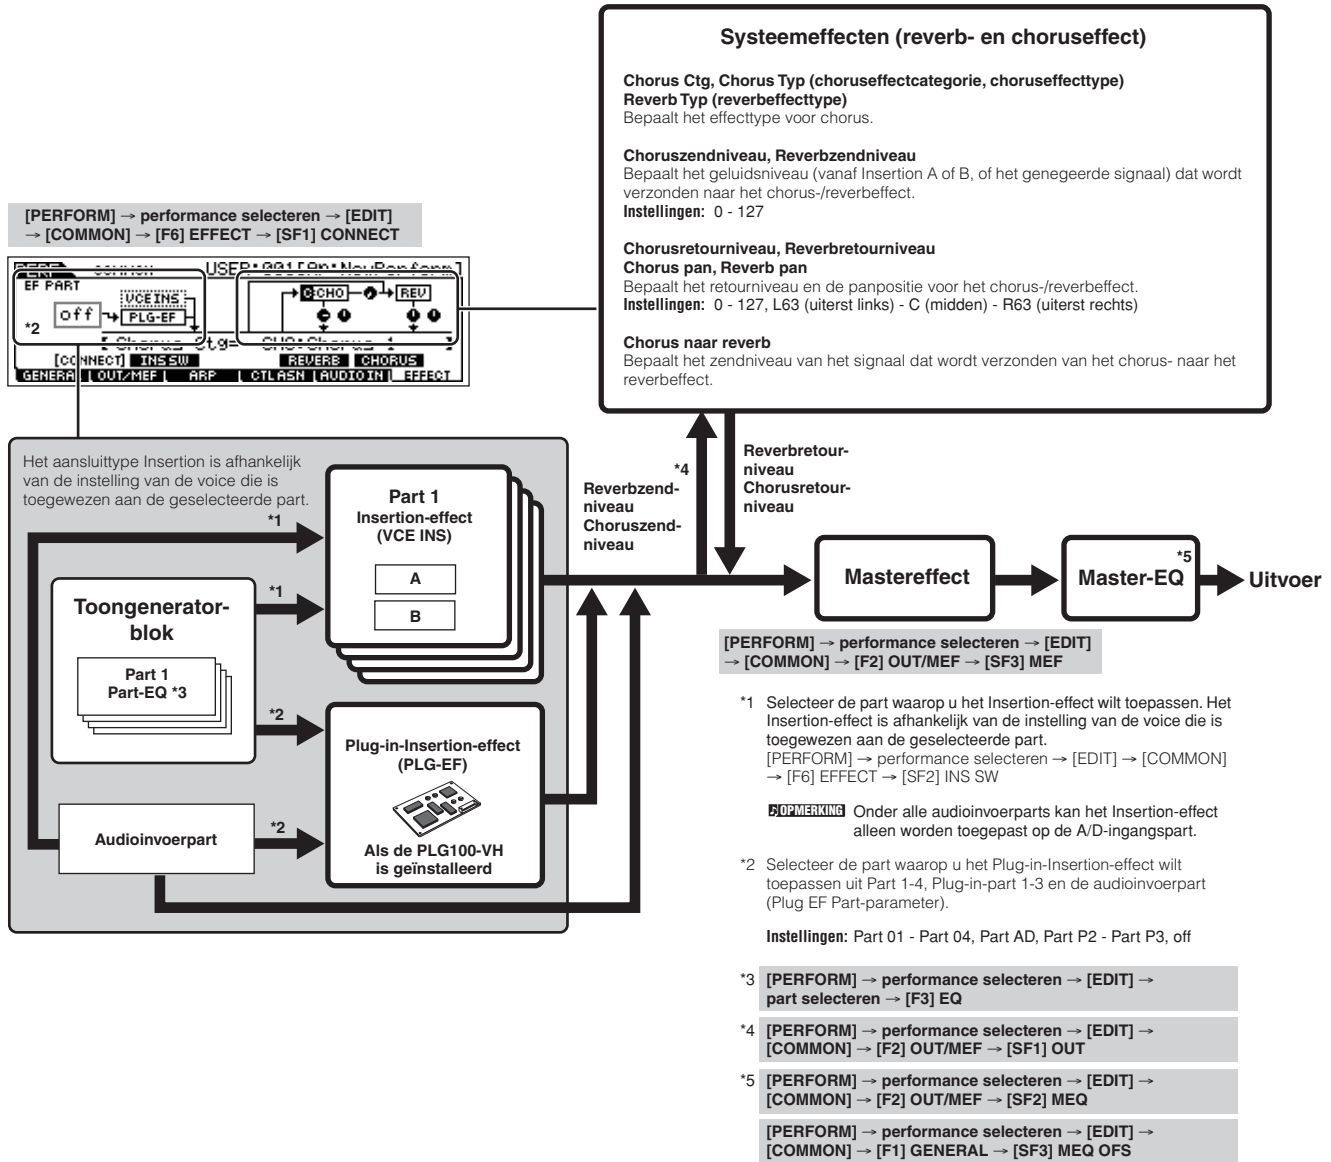 Systeemeffecten (reverb- en choruseffect)
Chorus Ctg, Chorus Typ (choruseffectcategorie, choruseffecttype)
Reverb Typ (reverbeffecttype)
Bepaalt het effecttype voor chorus.
Choruszendniveau, Reverbzendniveau
Bepaalt het geluidsniveau (vanaf Insertion A of B, of het genegeerde signaal) dat wordt
verzonden naar het chorus-/reverbeffect.
Instellingen: 0 - 127
Chorusretourniveau, Reverbretourniveau
Chorus pan, Reverb pan
Bepaalt het retourniveau en de panpositie voor het chorus-/reverbeffect.
Instellingen: 0 - 127, L63 (uiterst links) - C (midden) - R63 (uiterst rechts)
Chorus naar reverb
Bepaalt het zendniveau van het signaal dat wordt verzonden van het chorus- naar het
reverbeffect.
[PERFORM] → performance selecteren → [EDIT]
→ [COMMON] → [F6] EFFECT → [SF1] CONNECT
EF PART
VCEINS
off
PLG-EF
*2
C:CHO
REV
[CONNECT] INS SW REVERB CHORUS
GENERAL OUT/MEF ARP CTL ASN AUDIO IN EFFECT
Het aansluittype Insertion is afhankelijk
van de instelling van de voice die is
toegewezen aan de geselecteerde part.
*1
Part 1
Insertion-effect
(VCE INS)
A
B
*1
Toongenerator-
blok
Part 1
Part-EQ *3
*2
Plug-in-Insertion-effect
(PLG-EF)
Als de PLG100-VH
is geïnstalleerd
Audioinvoerpart
*2
*4
Reverbzend-
niveau
Choruszend-
niveau
Reverbretour-
niveau
Chorusretour-
niveau
Mastereffect
Master-EQ
*5
Uitvoer
[PERFORM] → performance selecteren → [EDIT]
→ [COMMON] → [F2] OUT/MEF → [SF3] MEF
*1 Selecteer de part waarop u het Insertion-effect wilt toepassen. Het
Insertion-effect is afhankelijk van de instelling van de voice die is
toegewezen aan de geselecteerde part.
[PERFORM] → performance selecteren → [EDIT] → [COMMON]
→ [F6] EFFECT → [SF2] INS SW
OPMERKING Onder alle audioinvoerparts kan het Insertion-effect
alleen worden toegepast op de A/D-ingangspart.
*2 Selecteer de part waarop u het Plug-in-Insertion-effect wilt
toepassen uit Part 1-4, Plug-in-part 1-3 en de audioinvoerpart
(Plug EF Part-parameter).
Instellingen: Part 01 - Part 04, Part AD, Part P2 - Part P3, off
*3 [PERFORM] → performance selecteren → [EDIT] →
part selecteren → [F3] EQ
*4 [PERFORM] → performance selecteren → [EDIT] →
[COMMON] → [F2] OUT/MEF → [SF1] OUT
*5 [PERFORM] → performance selecteren → [EDIT] →
[COMMON] → [F2] OUT/MEF → [SF2] MEQ
[PERFORM] → performance selecteren → [EDIT] →
[COMMON] → [F1] GENERAL → [SF3] MEQ OFS